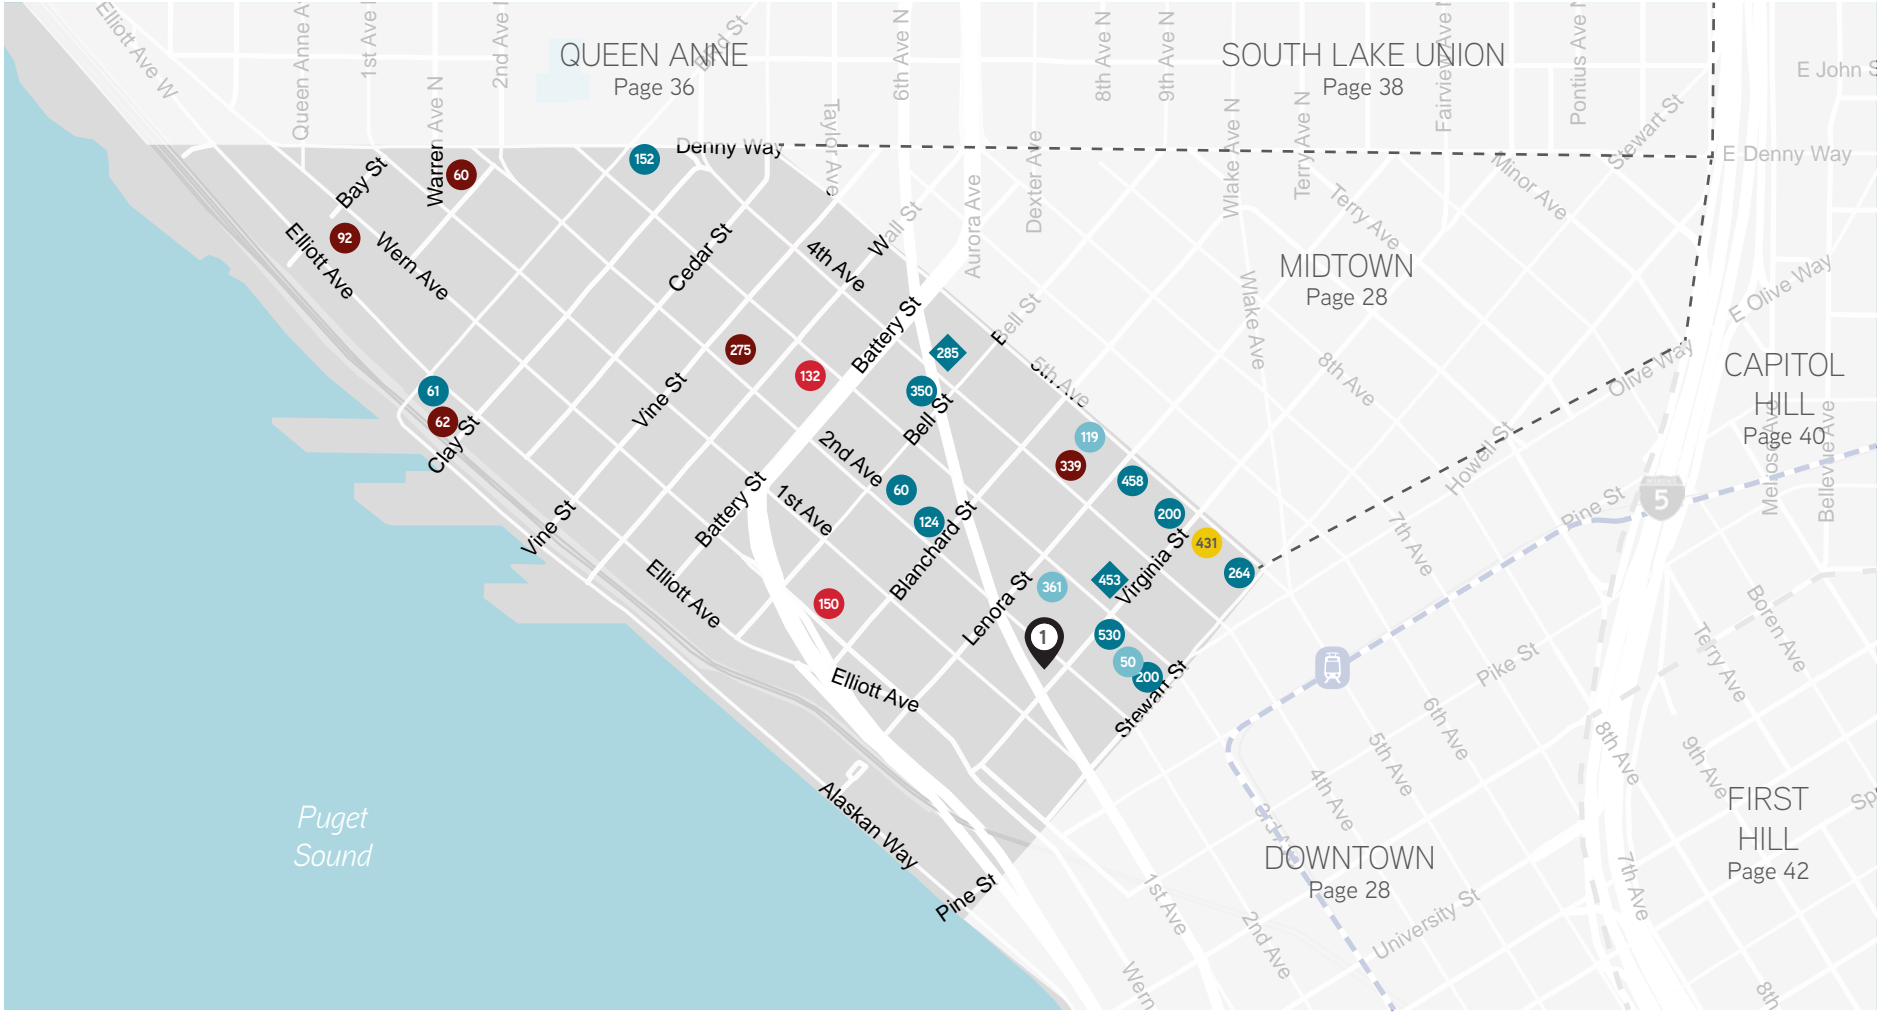 Elliott Ave W
Queen Anne A
1st Ave
Warren Ave N
2nd Ave
QUEEN ANNE
Page 36
6th Ave N
8th Ave N
9th Ave N
SOUTH LAKE UNION
Page 38
Fairview Ave N
Pontius Ave N
Stewart St
E John S
E Denny Way
Taylor Ave
Aurora Ave
Dexter Ave
Wlake Ave N
Terry Ave N
Terry Ave
Minor Ave
Denny Way
152
60
Bay St
92
Elliott Ave
Wern Ave
Cedar St
4th Ave
Wall St
MIDTOWN
Page 28
Wlake Ave
8th Ave
E Olive Way
Olive Way
CAPITOL
HILL
Page 40
Melrose Ave
Bellevue Ave
Battery St
Bell St
5th Ave
275
132
285
350
Bell St
61
62
Clay St
Vine St
2nd Ave
119
339
458
200
431
264
60
124
Howell St
Pine St
5
7th Ave
Battery St
1st Ave
Blanchard St
Vine St
Elliott Ave
150
Lenora St
361
453
Virginia St
1
530
50
200
Stewart St
Boren Ave
Terry Ave
Pike St
6th Ave
5th Ave
4th Ave
3rd A
8th Ave
9th Ave
Elliott Ave
Alaskan Way
Pine St
Puget
Sound
DOWNTOWN
Page 28
FIRST
HILL
Page 42
Sp
7th Ave
University St
1st Ave
2nd Ave
Wern
8th